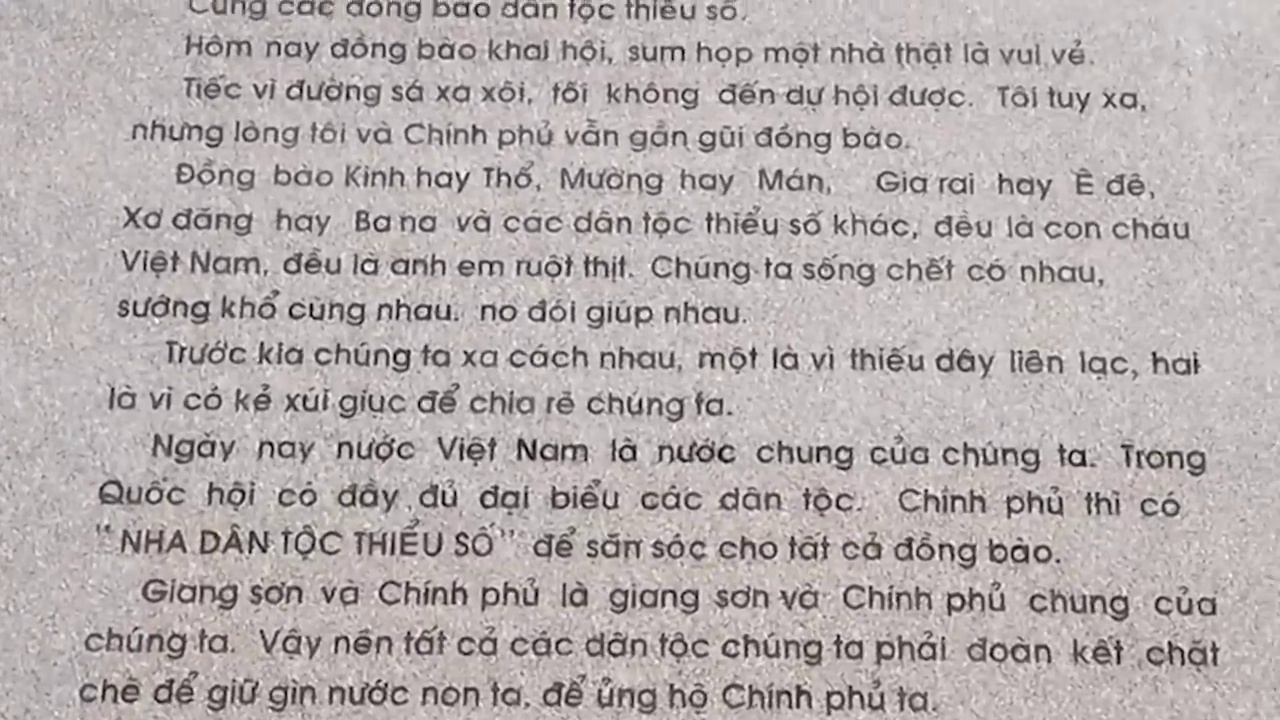 Cùng các đồng bào dân tộc thiểu số.
Hôm nay đồng bào khai hội, sum họp một nhà thật là vui vẻ.
Tiếc vì đường sá xa xôi, tôi không đến dự hội được. Tôi tuy xa,
nhưng lòng tôi và Chính phủ vẫn gần gũi đồng bào.
Đồng bào Kinh hay Thổ, Mường hay Mán, Gia rai hay Ê đê,
Xơ đăng hay Ba na và các dân tộc thiểu số khác, đều là con cháu
Việt Nam, đều là anh em ruột thịt. Chúng ta sống chết có nhau,
sướng khổ cùng nhau, no đói giúp nhau.
Trước kia chúng ta xa cách nhau, một là vì thiếu dây liên lạc, hai
là vì có kẻ xúi giục để chia rẽ chúng ta.
Ngày nay nước Việt Nam là nước chung của chúng ta. Trong
Quốc hội có đầy đủ đại biểu các dân tộc. Chính phủ thì có
"NHA DÂN TỘC THIỂU SỐ" để săn sóc cho tất cả đồng bào.
Giang sơn và Chính phủ là giang sơn và Chính phủ chung của
chúng ta. Vậy nên tất cả các dân tộc chúng ta phải đoàn kết chặt
chẽ để giữ gìn nước non ta, để ủng hộ Chính phủ ta.